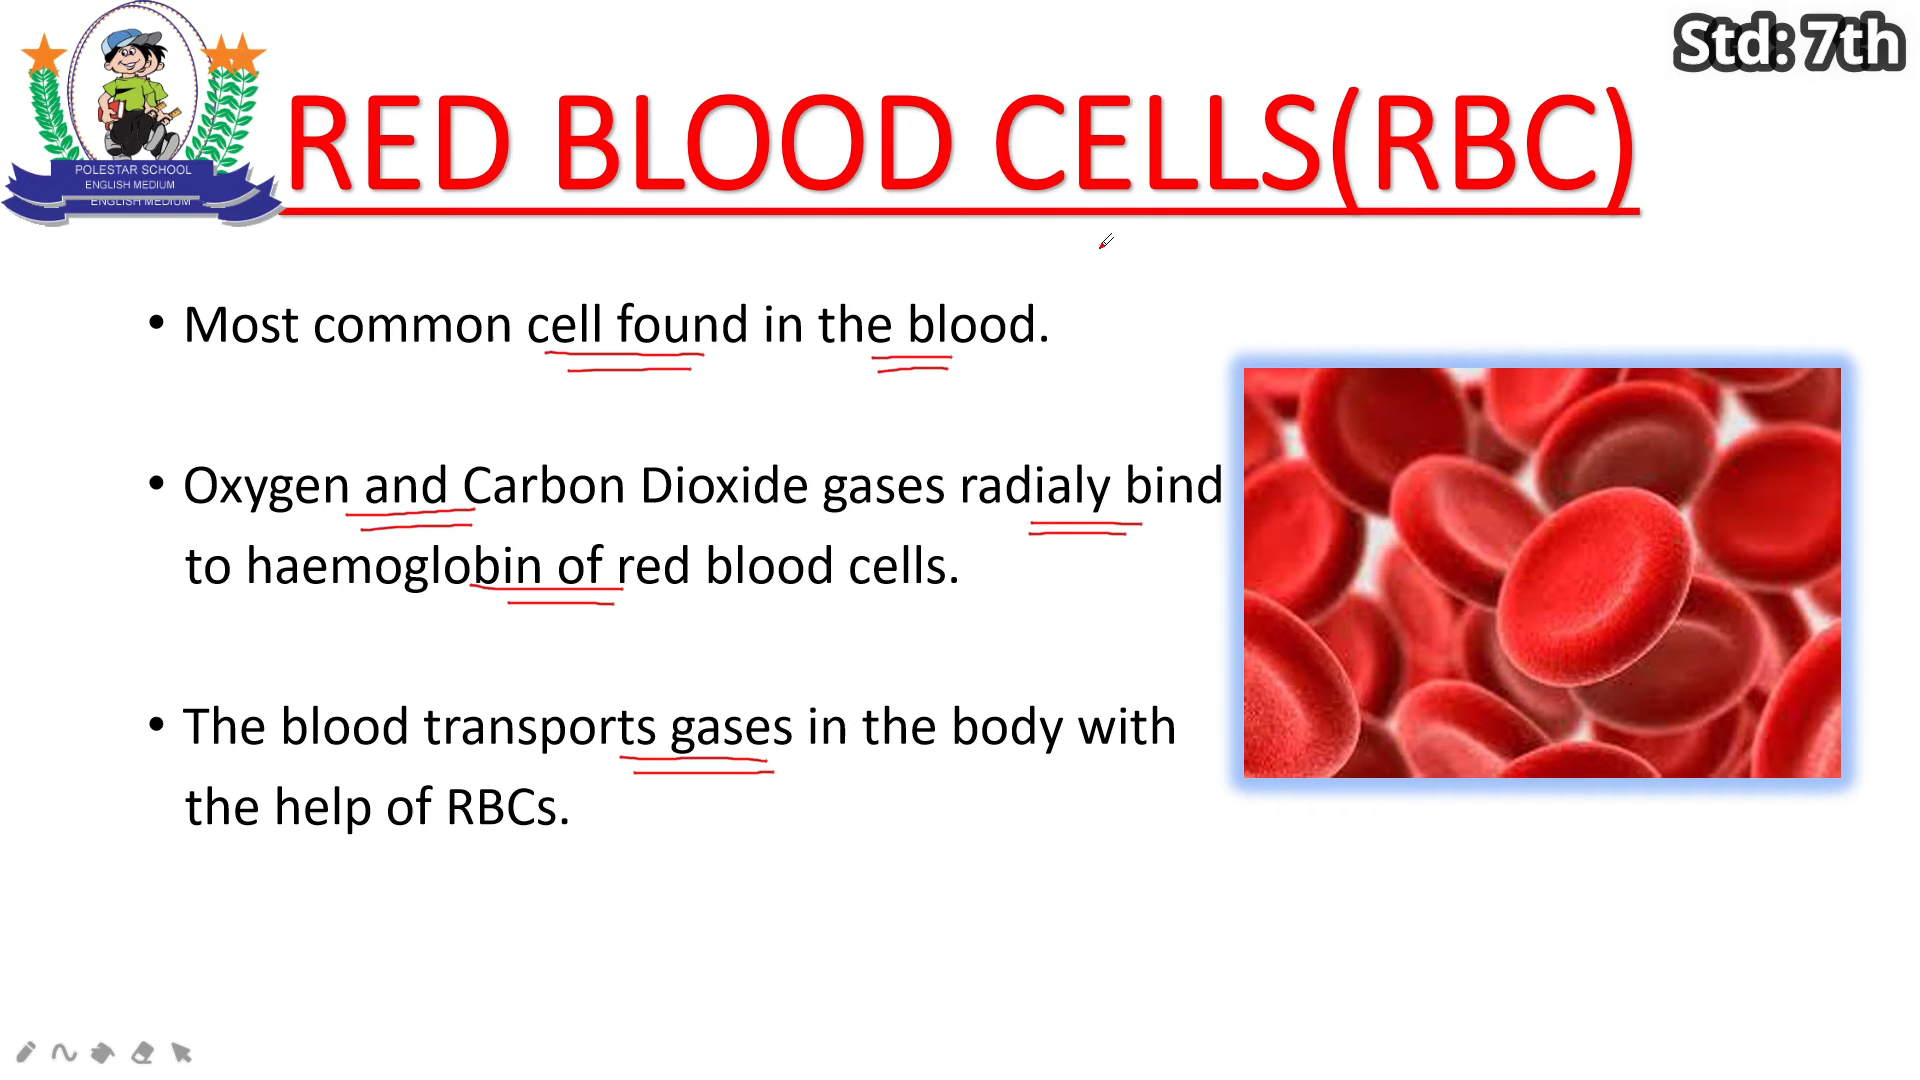 Std: 7th
POLESTAR SCHOOL
ENGLISH MEDIUM
ENGLISH MEDIUM
RED BLOOD CELLS(RBC)
• Most common cell found in the blood.
• Oxygen and Carbon Dioxide gases radialy bind
to haemoglobin of red blood cells.
• The blood transports gases in the body with
the help of RBCs.